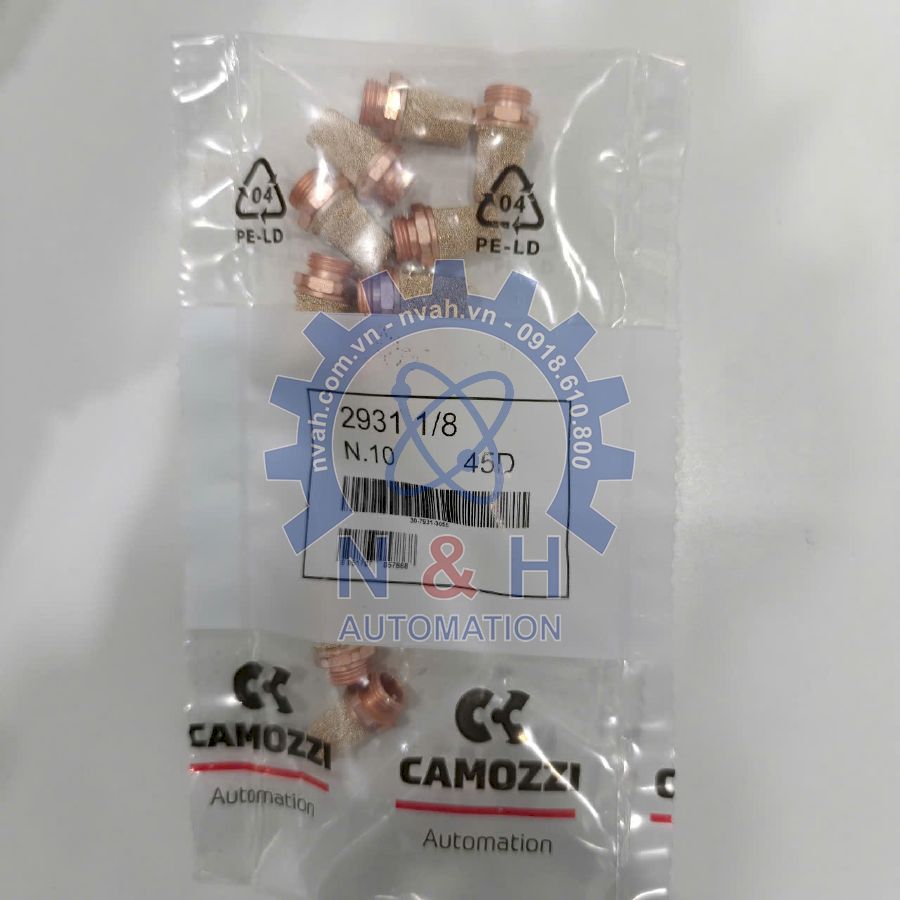 04
PE-LD
04
PE-LD
nvah.com.vn - nvah.vn - 0918.610.800
2931 1/8
N.10 45D
N & H
AUTOMATION
CAMOZZI
Automation
CAMOZZI
Automation